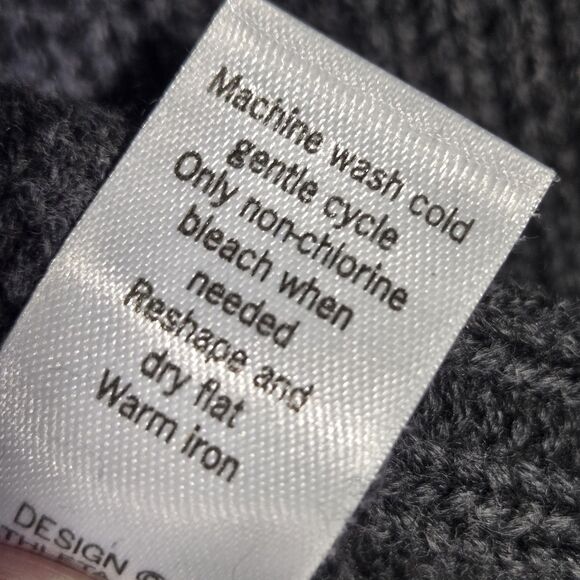 Machine wash cold
gentle cycle
Only non-chlorine
bleach when
needed
Reshape and
dry flat
Warm iron
DESIGN ©